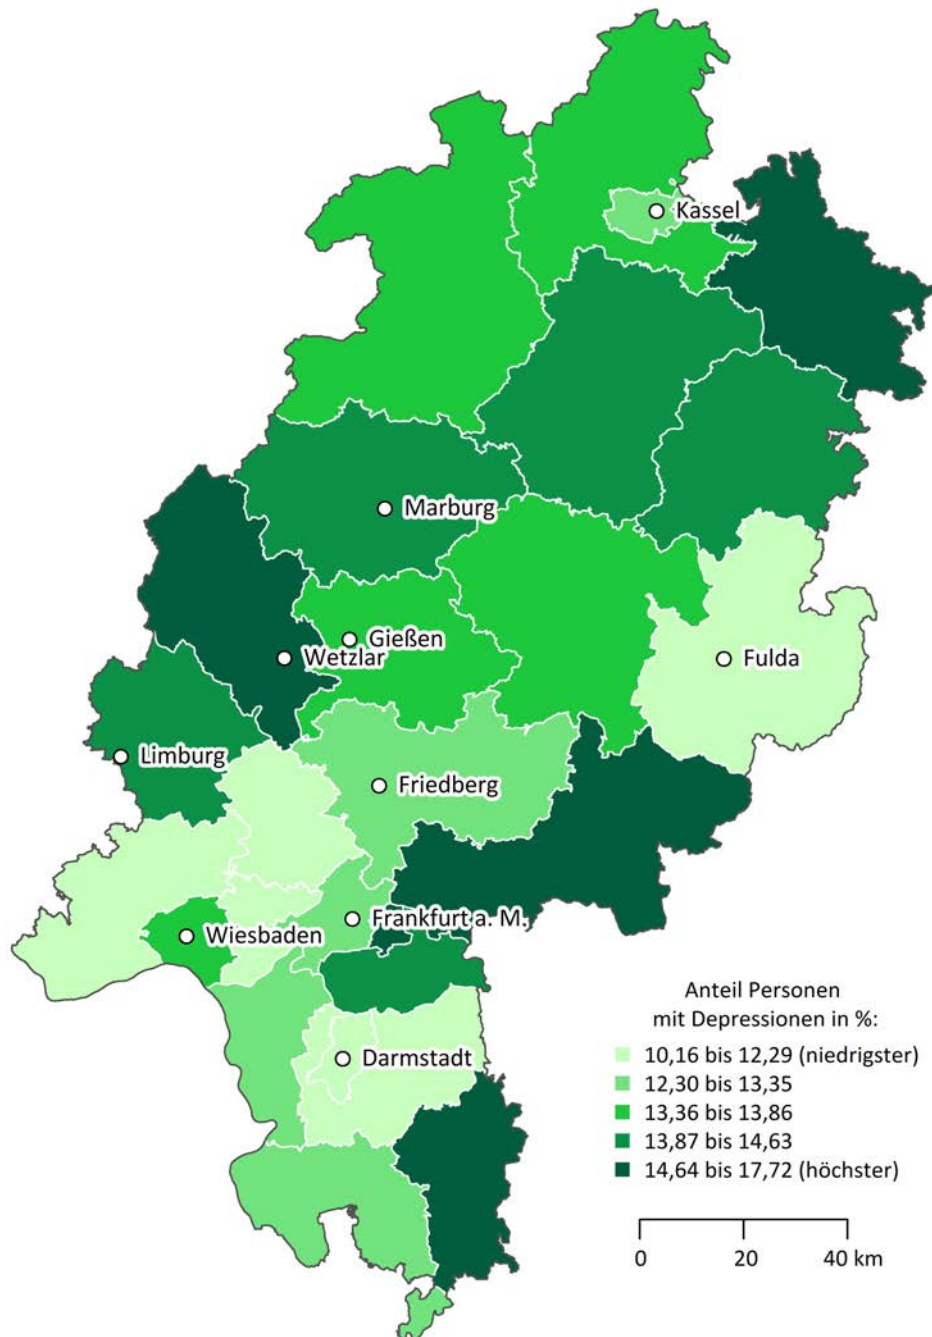 Kassel
Marburg
Gießen
Wetzlar
Fulda
Limburg
Friedberg
Frankfurt a. M.
Wiesbaden
Darmstadt
Anteil Personen
mit Depressionen in %:
10,16 bis 12,29 (niedrigster)
12,30 bis 13,35
13,36 bis 13,86
13,87 bis 14,63
14,64 bis 17,72 (höchster)
0 20 40 km